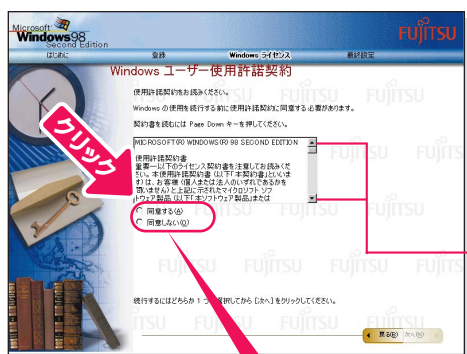 Microsoft
Windows98
Second Edition
FUJITSU
はじめに 登録 Windows ライセンス 最終設定
Windows ユーザー使用許諾契約
使用許諾契約をお読みください。
Windows の使用を続行する前に使用許諾契約に同意する必要があります。
契約書を読むには Page Down キーを押してください。
クリック
MICROSOFT(R) WINDOWS(R) 98 SECOND EDITION
使用許諾契約書
重要－以下のライセンス契約書を注意してお読みくだ
さい。本使用許諾契約書 (以下「本契約書」といいま
す) は、お客様 (個人または法人のいずれであるかを
問いません) と上記に示されたマイクロソフト ソフ
トウェア製品 (以下「本ソフトウェア製品」または
同意する(A)
同意しない(D)
続行するにはどちらか 1 つ選択してから [次へ] をクリックしてください。
戻る(B) 次へ(N)